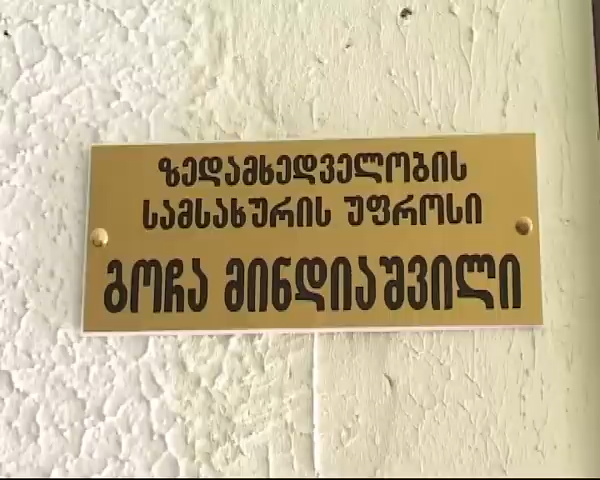 ზედამხედველობის
სამსახურის უფროსი
გოჩა მინდიაშვილი